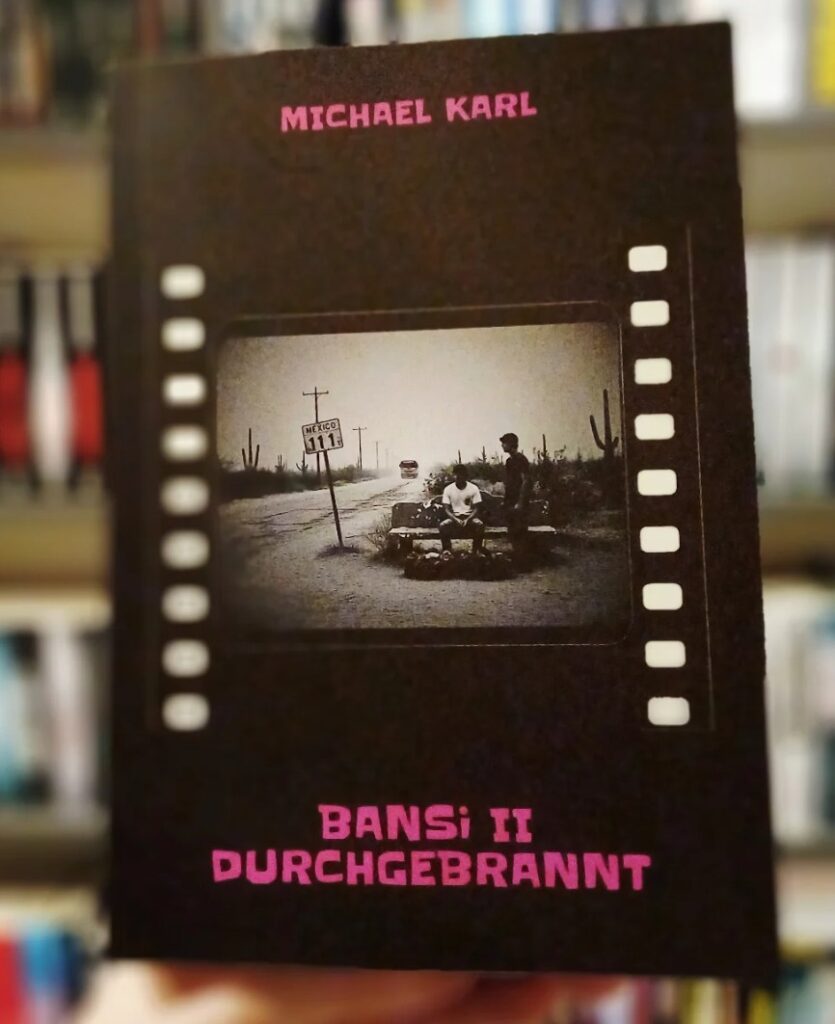 MICHAEL KARL
MEXICO
111
BANSi II
DURCHGEBRANNT